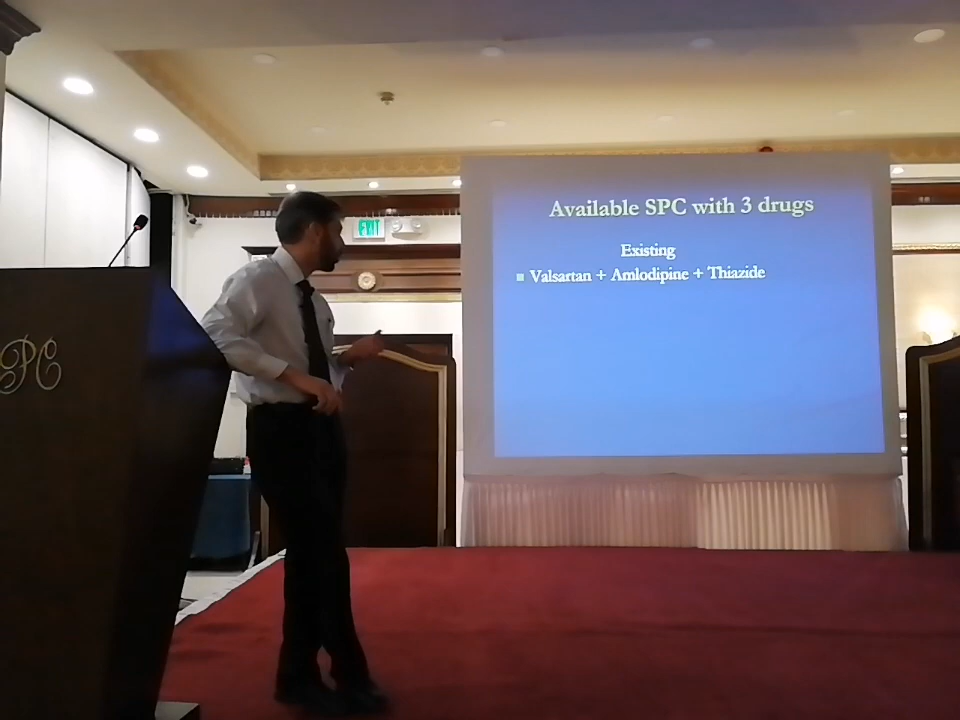 Available SPC with 3 drugs
Existing
Valsartan + Amlodipine + Thiazide
EXIT
PC